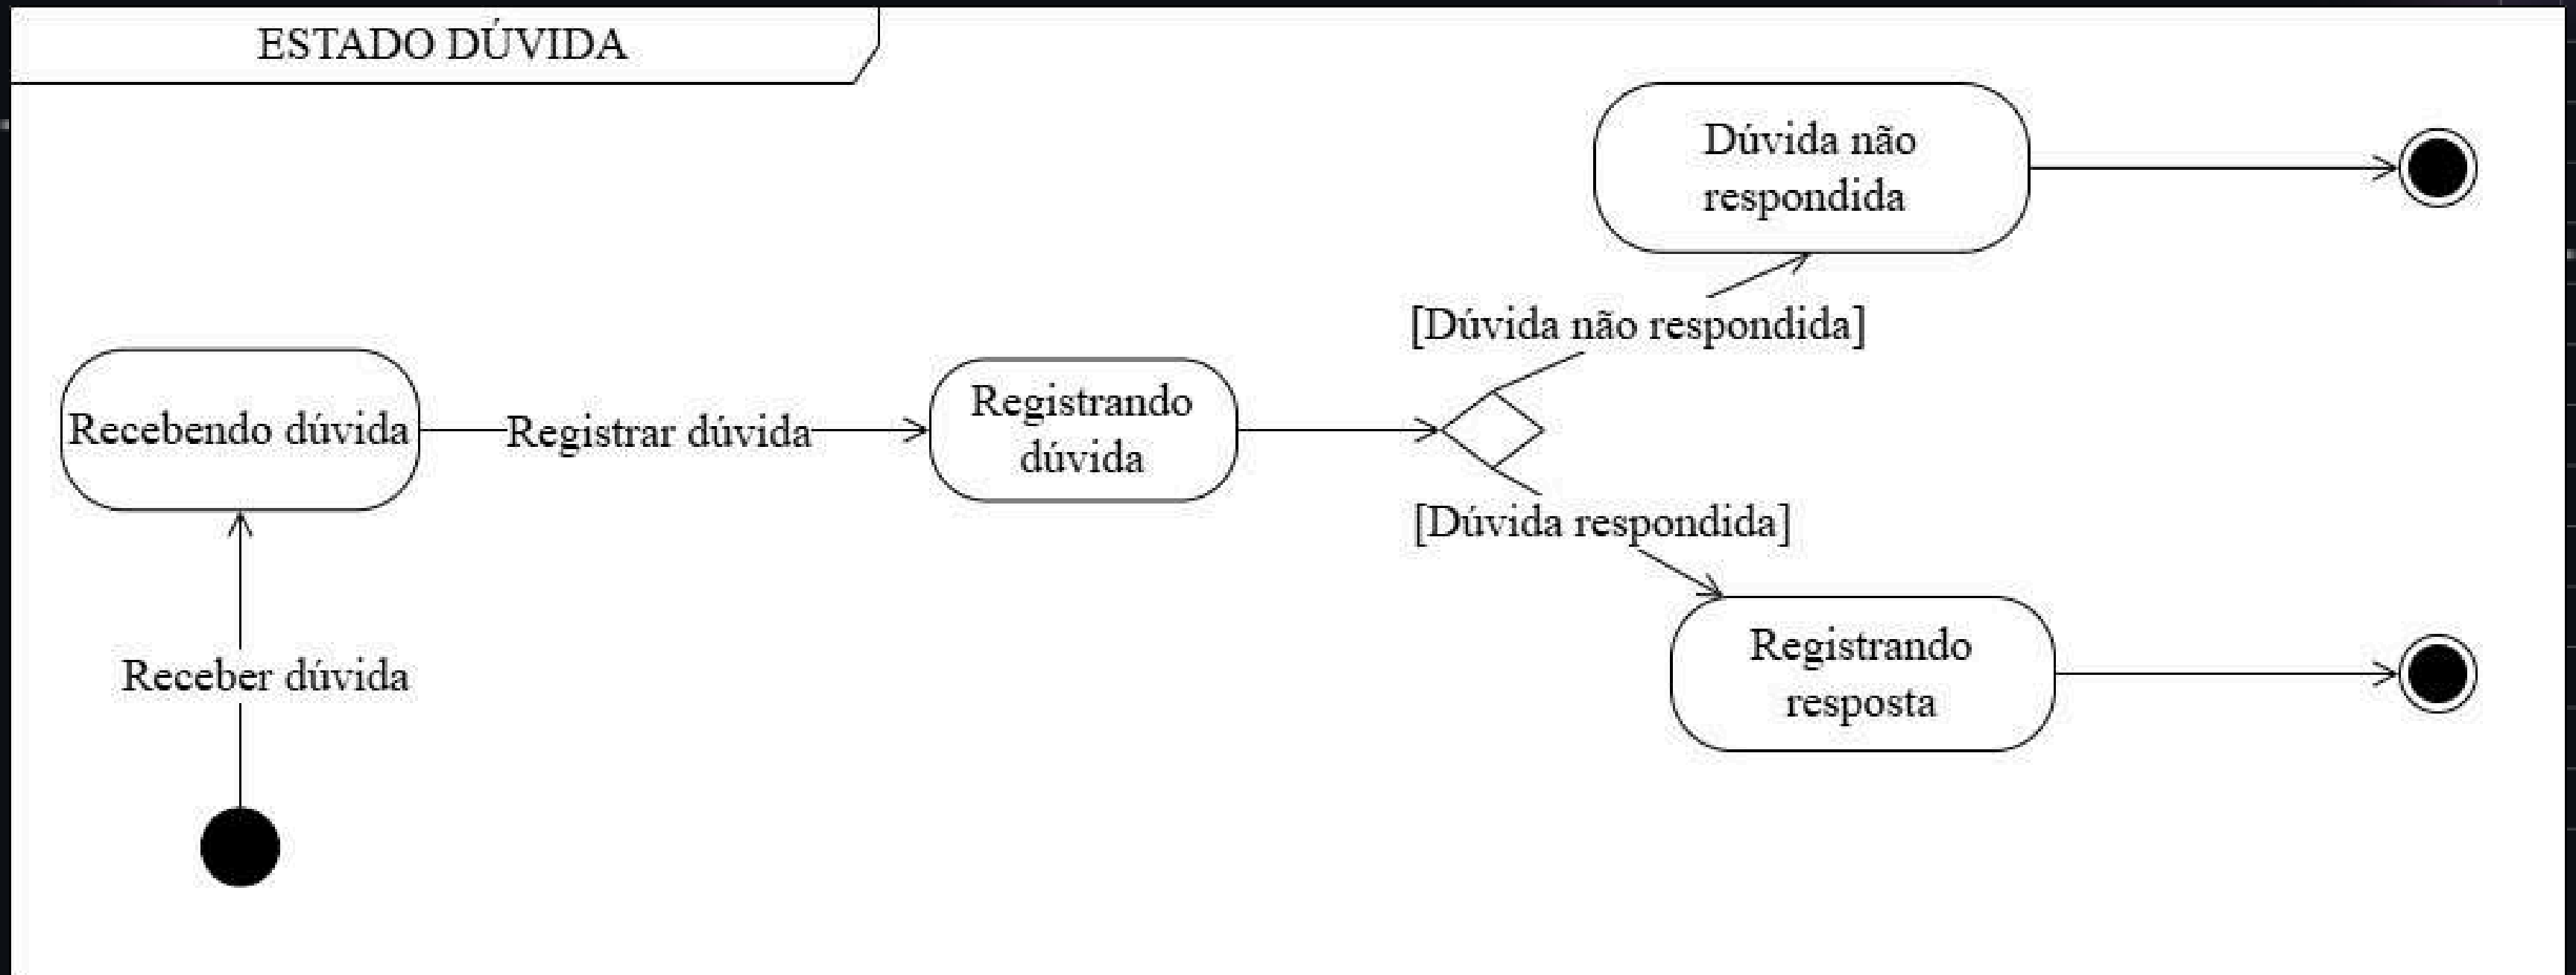 ESTADO DÚVIDA
Dúvida não
respondida
[Dúvida não respondida]
Recebendo dúvida
Registrar dúvida
Registrando
dúvida
[Dúvida respondida]
Registrando
resposta
Receber dúvida